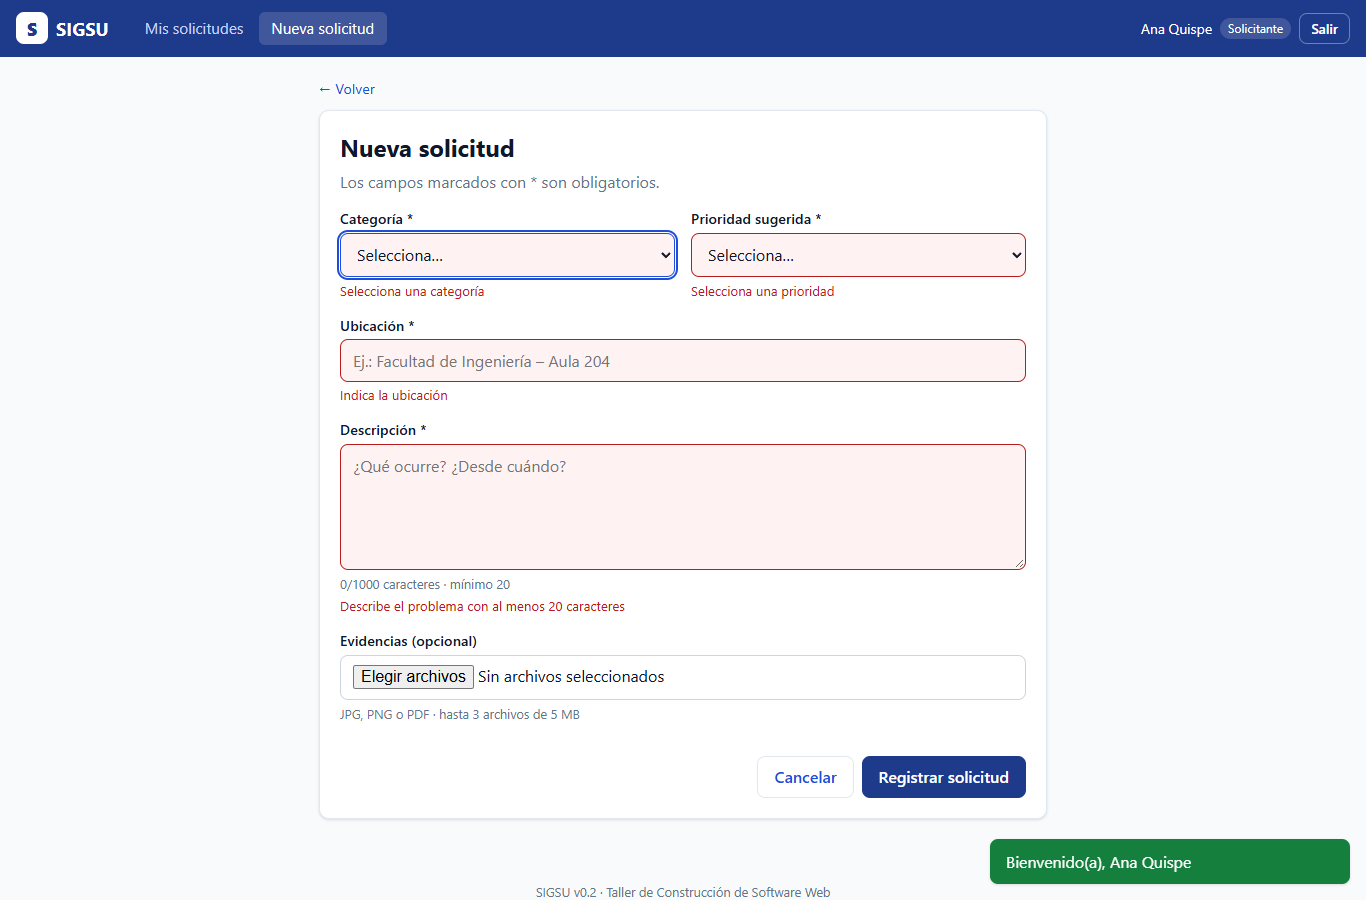 S SIGSU Mis solicitudes Nueva solicitud Ana Quispe Solicitante Salir
← Volver
Nueva solicitud
Los campos marcados con * son obligatorios.
Categoría * Prioridad sugerida *
Selecciona... Selecciona...
Selecciona una categoría Selecciona una prioridad
Ubicación *
Ej.: Facultad de Ingeniería – Aula 204
Indica la ubicación
Descripción *
¿Qué ocurre? ¿Desde cuándo?
0/1000 caracteres · mínimo 20
Describe el problema con al menos 20 caracteres
Evidencias (opcional)
Elegir archivos Sin archivos seleccionados
JPG, PNG o PDF · hasta 3 archivos de 5 MB
Cancelar Registrar solicitud
Bienvenido(a), Ana Quispe
SIGSU v0.2 · Taller de Construcción de Software Web